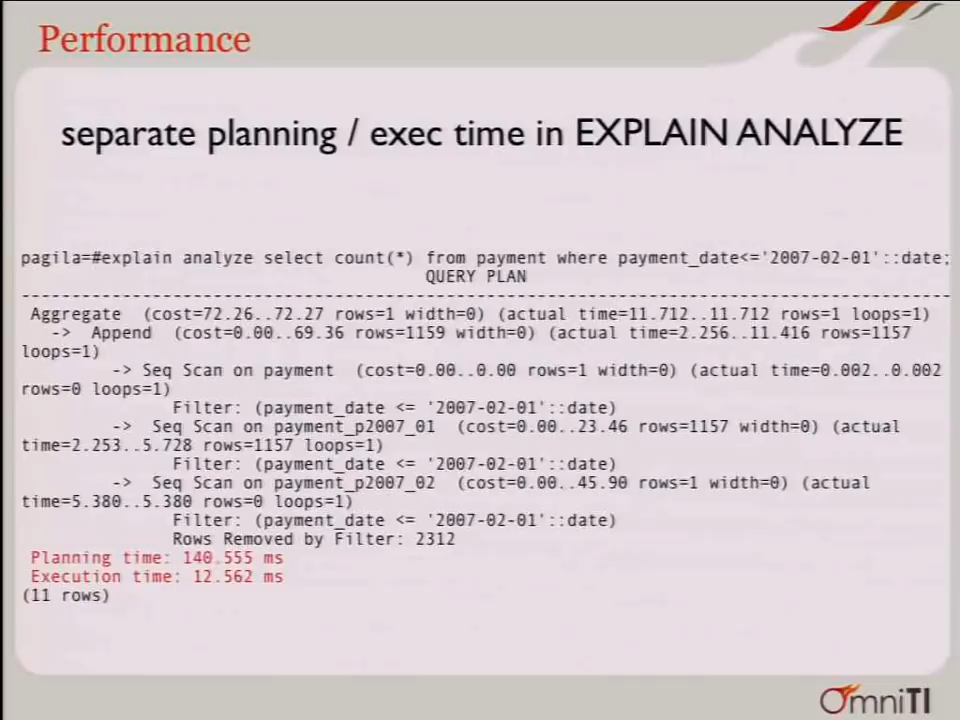 Performance
separate planning / exec time in EXPLAIN ANALYZE
pagila=#explain analyze select count(*) from payment where payment_date<='2007-02-01'::date;
QUERY PLAN
--------------------------------------------------------------------------------------------
Aggregate (cost=72.26..72.27 rows=1 width=0) (actual time=11.712..11.712 rows=1 loops=1)
-> Append (cost=0.00..69.36 rows=1159 width=0) (actual time=2.256..11.416 rows=1157
loops=1)
-> Seq Scan on payment (cost=0.00..0.00 rows=1 width=0) (actual time=0.002..0.002
rows=0 loops=1)
Filter: (payment_date <= '2007-02-01'::date)
-> Seq Scan on payment_p2007_01 (cost=0.00..23.46 rows=1157 width=0) (actual
time=2.253..5.728 rows=1157 loops=1)
Filter: (payment_date <= '2007-02-01'::date)
-> Seq Scan on payment_p2007_02 (cost=0.00..45.90 rows=1 width=0) (actual
time=5.380..5.380 rows=0 loops=1)
Filter: (payment_date <= '2007-02-01'::date)
Rows Removed by Filter: 2312
Planning time: 140.555 ms
Execution time: 12.562 ms
(11 rows)
OmniTI